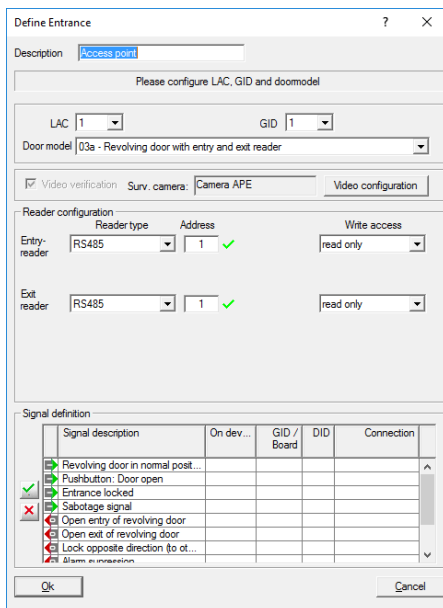 Define Entrance ? ×
Description Access point
Please configure LAC, GID and doormodel
LAC 1 GID 1
Door model 03a - Revolving door with entry and exit reader
Video verification Surv. camera: Camera APE Video configuration
Reader configuration
Reader type Address Write access
Entry-
reader RS485 1 read only
Exit
reader RS485 1 read only
Signal definition
Signal description On dev... GID / Board DID Connection
Revolving door in normal posit...
Pushbutton: Door open
Entrance locked
Sabotage signal
Open entry of revolving door
Open exit of revolving door
Lock opposite direction (to ot...
Alarm supression
Ok Cancel